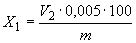 X₁ = V₂ · 0,005 · 100 / m